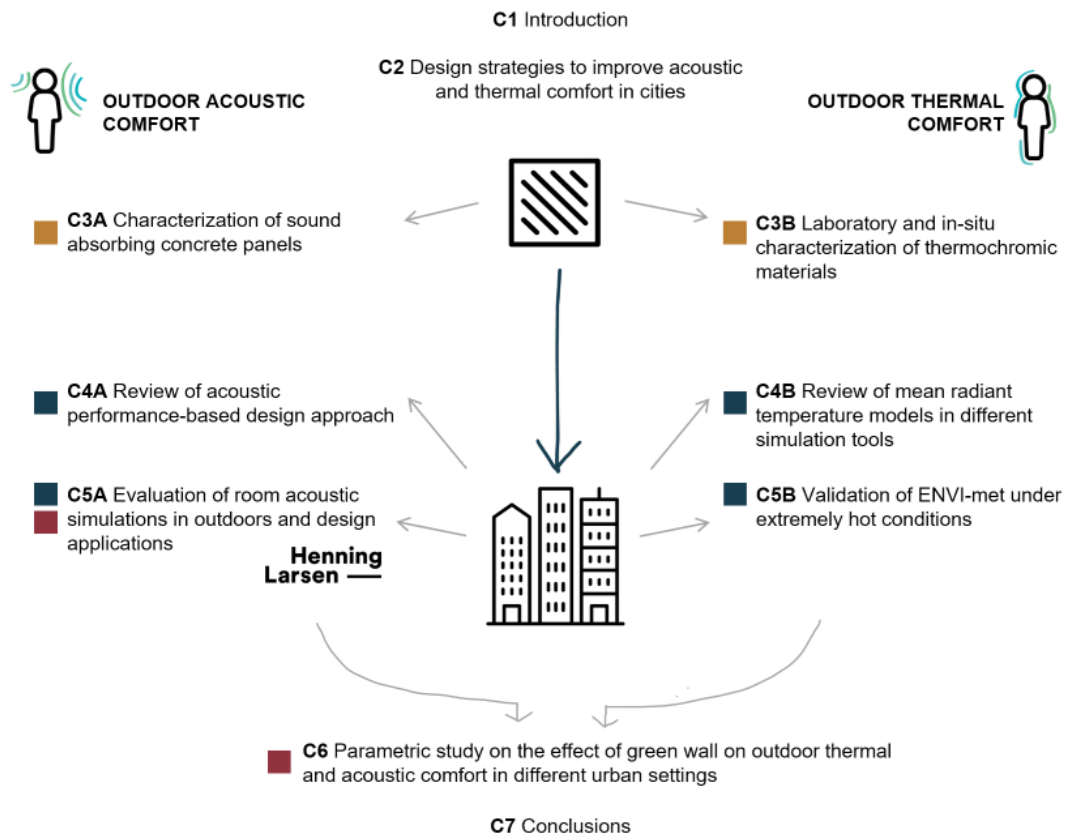 C1 Introduction
C2 Design strategies to improve acoustic
and thermal comfort in cities
OUTDOOR ACOUSTIC
COMFORT
OUTDOOR THERMAL
COMFORT
C3A Characterization of sound
absorbing concrete panels
C3B Laboratory and in-situ
characterization of thermochromic
materials
C4A Review of acoustic
performance-based design approach
C4B Review of mean radiant
temperature models in different
simulation tools
C5A Evaluation of room acoustic
simulations in outdoors and design
applications
Henning
Larsen —
C5B Validation of ENVI-met under
extremely hot conditions
C6 Parametric study on the effect of green wall on outdoor thermal
and acoustic comfort in different urban settings
C7 Conclusions